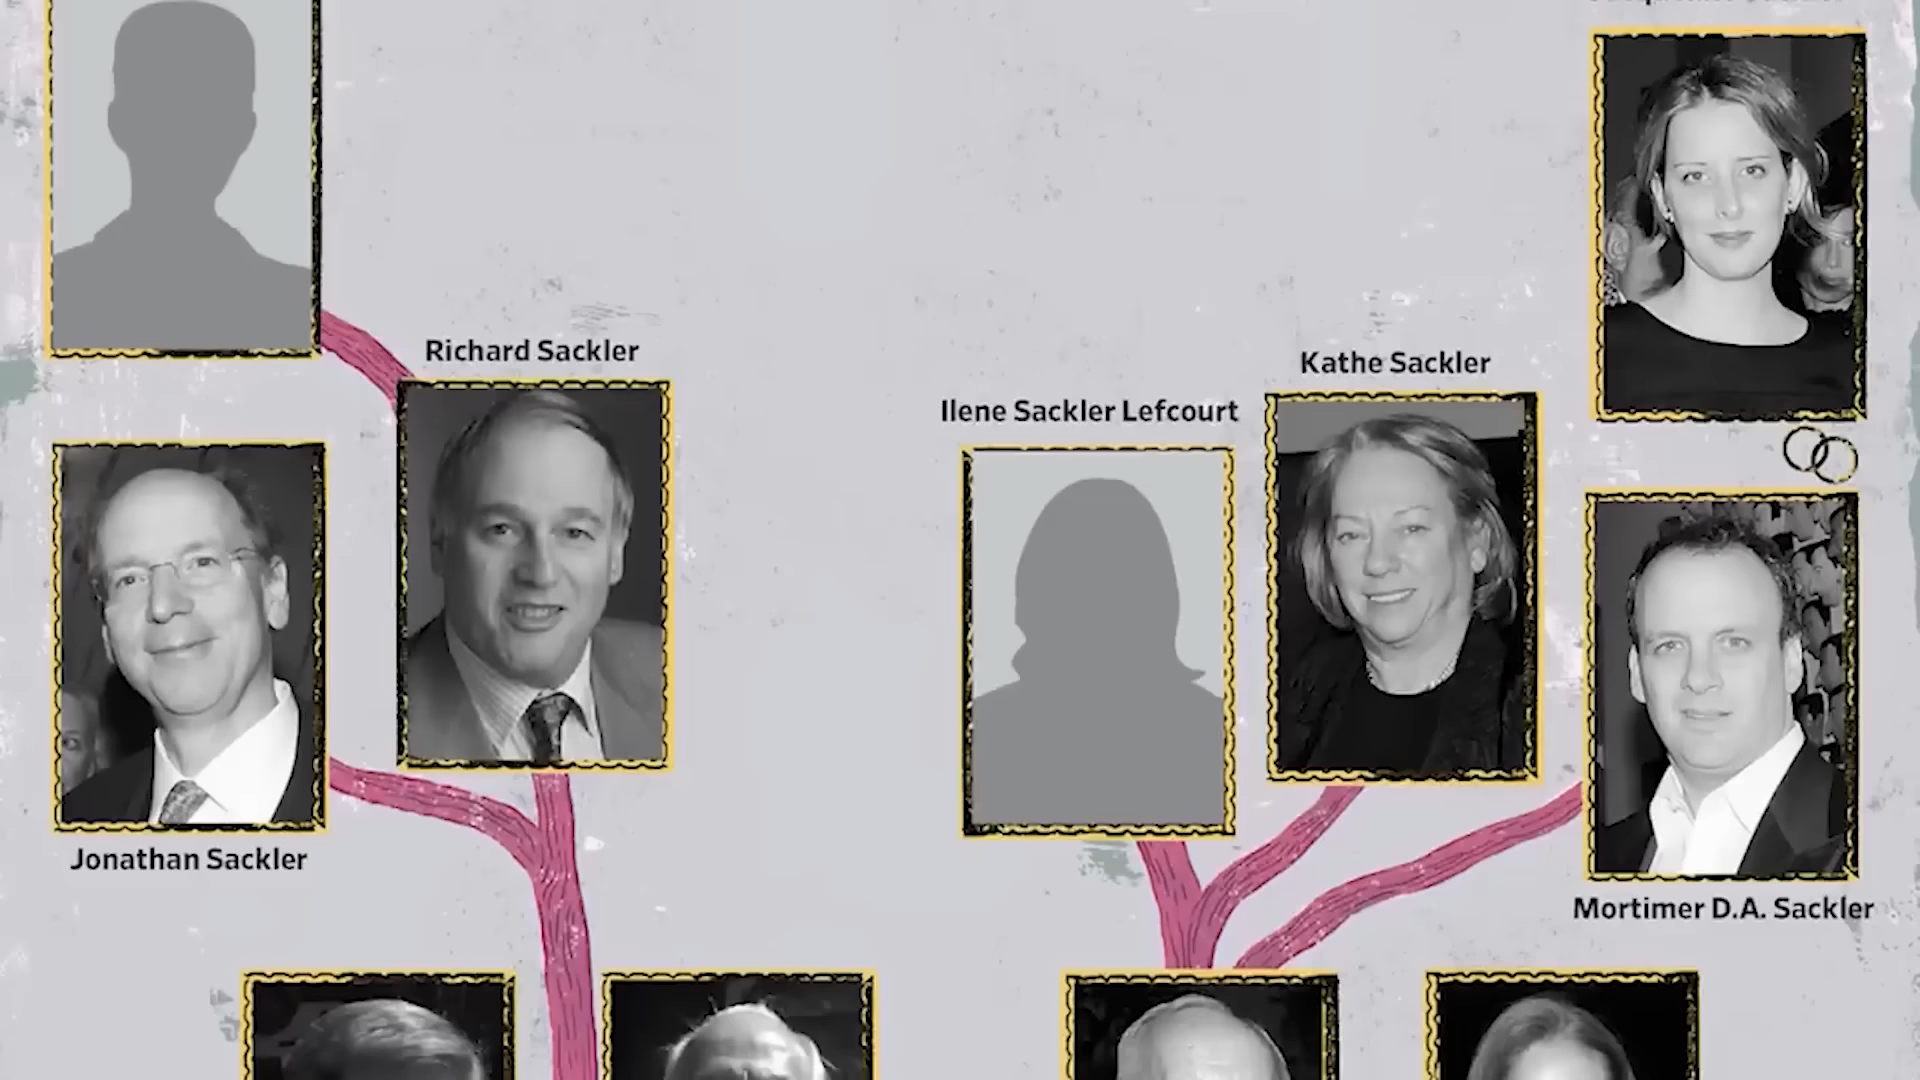 Richard Sackler
Kathe Sackler
Ilene Sackler Lefcourt
Jonathan Sackler
Mortimer D.A. Sackler